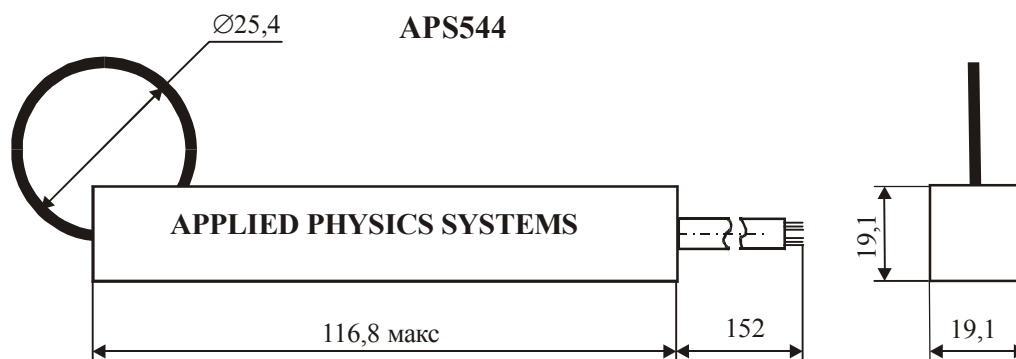 ∅25,4
APS544
APPLIED PHYSICS SYSTEMS
19,1
116,8 макс
152
19,1